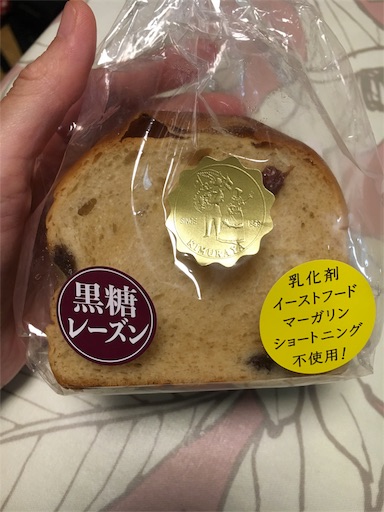 KIMURAYA
黒糖
レーズン
乳化剤
イーストフード
マーガリン
ショートニング
不使用!